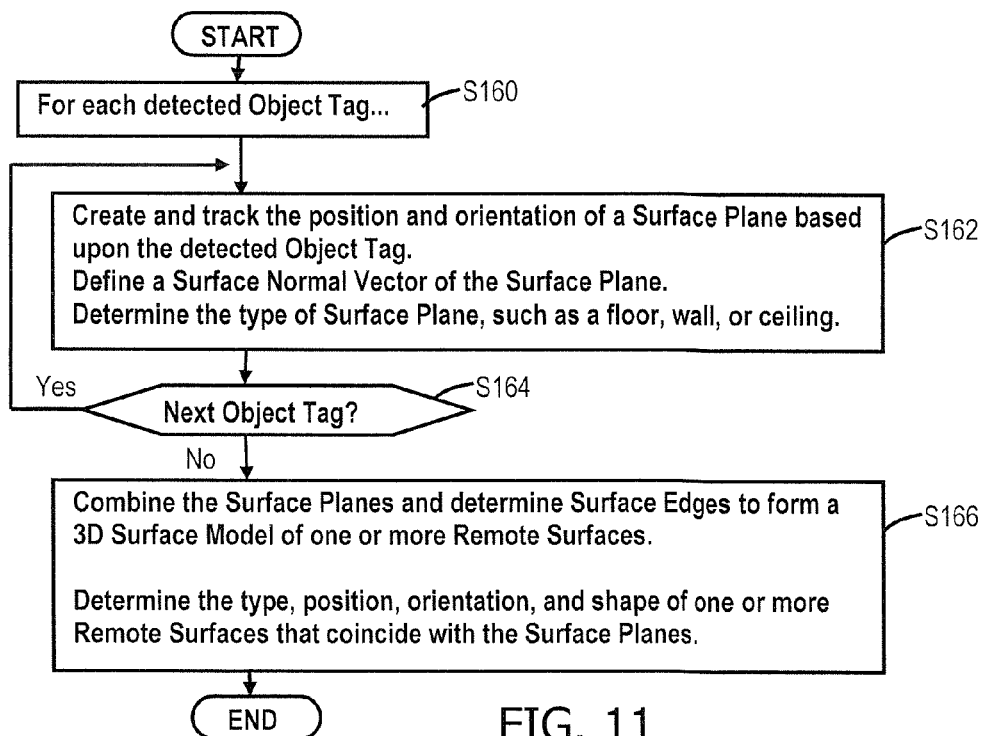 START
For each detected Object Tag...
S160
Create and track the position and orientation of a Surface Plane based
upon the detected Object Tag.
Define a Surface Normal Vector of the Surface Plane.
Determine the type of Surface Plane, such as a floor, wall, or ceiling.
S162
Yes
Next Object Tag?
S164
No
Combine the Surface Planes and determine Surface Edges to form a
3D Surface Model of one or more Remote Surfaces.
Determine the type, position, orientation, and shape of one or more
Remote Surfaces that coincide with the Surface Planes.
S166
END
FIG. 11